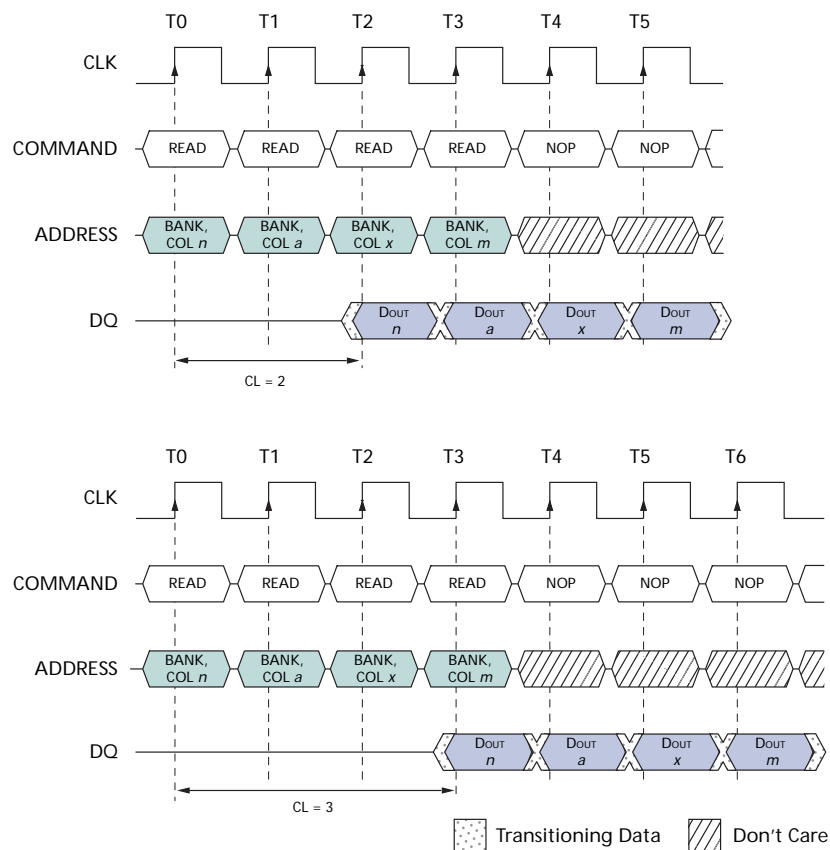 T0 T1 T2 T3 T4 T5
CLK
COMMAND READ READ READ READ NOP NOP
ADDRESS BANK, COL n BANK, COL a BANK, COL x BANK, COL m
DQ DOUT n DOUT a DOUT x DOUT m
CL = 2
T0 T1 T2 T3 T4 T5 T6
CLK
COMMAND READ READ READ READ NOP NOP NOP
ADDRESS BANK, COL n BANK, COL a BANK, COL x BANK, COL m
DQ DOUT n DOUT a DOUT x DOUT m
CL = 3
Transitioning Data Don't Care